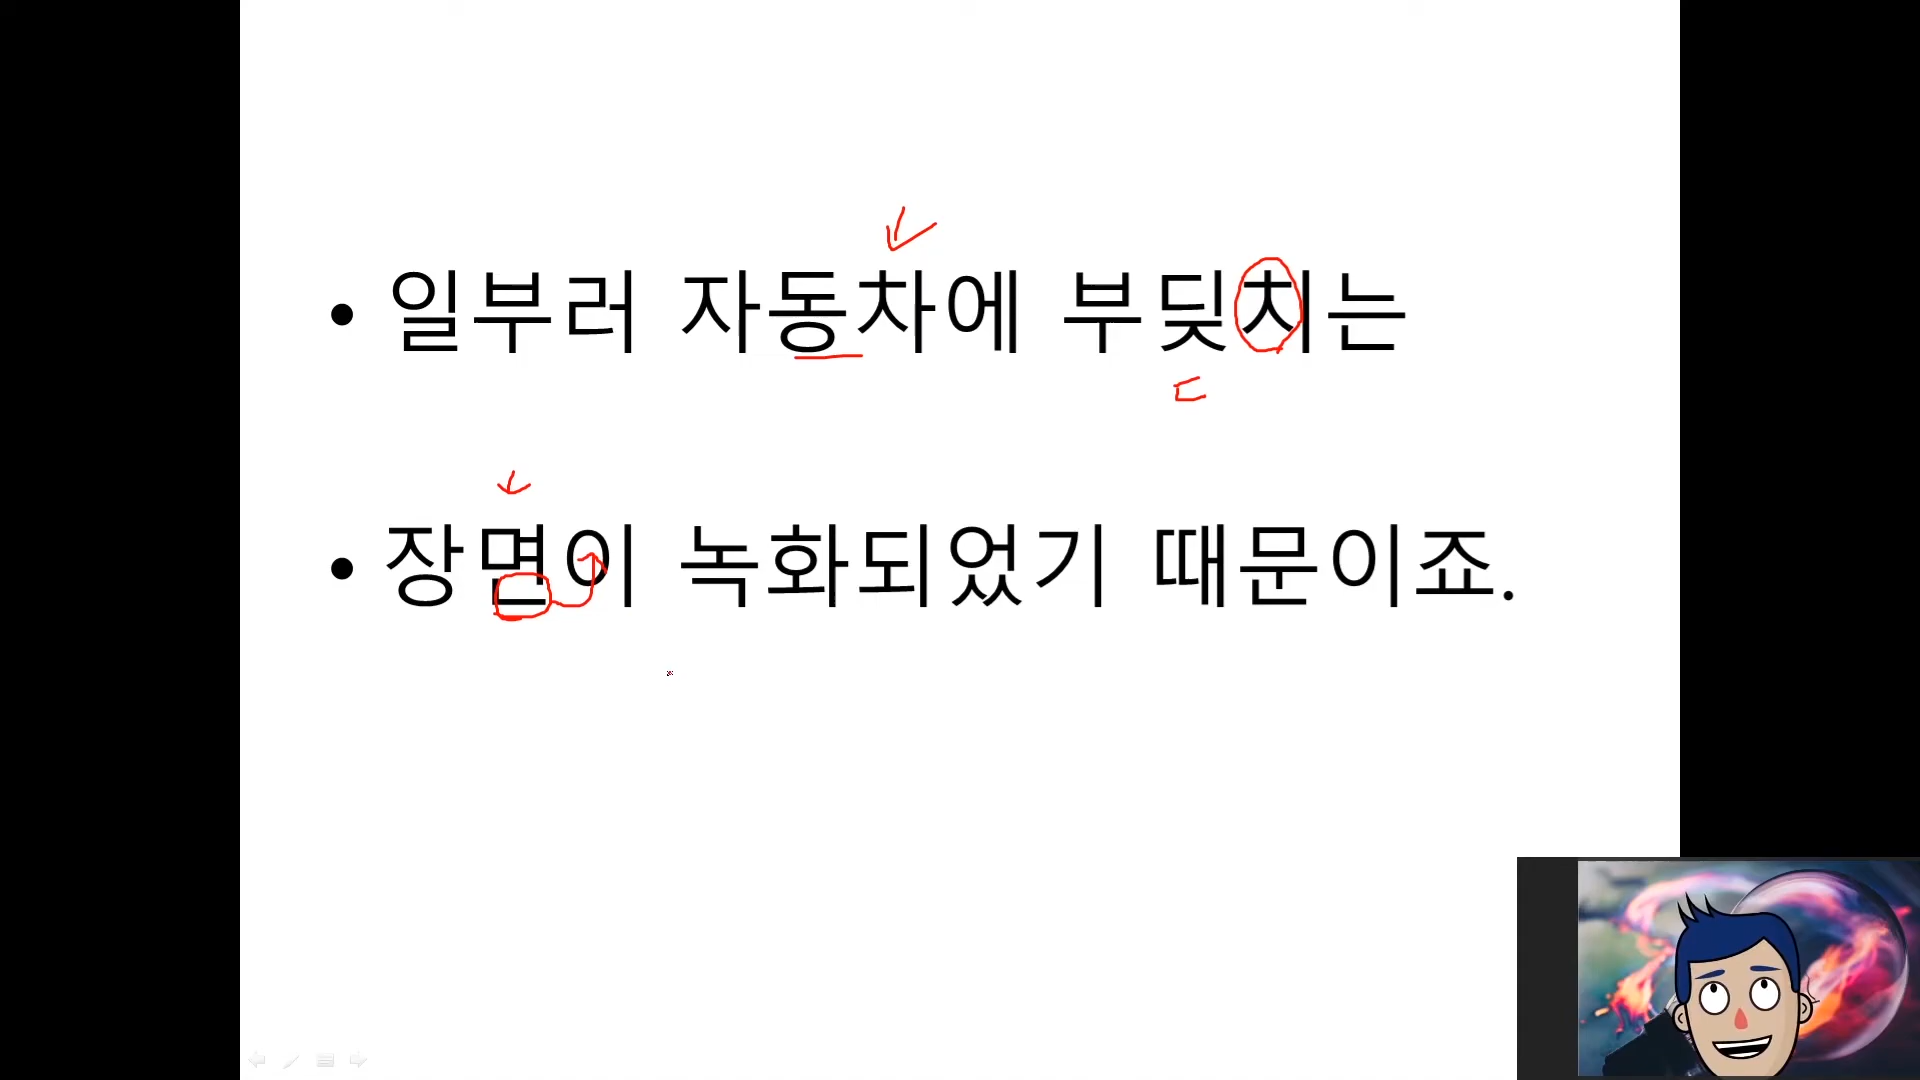 • 일부러 자동차에 부딪치는
ㄷ
• 장면이 녹화되었기 때문이죠.